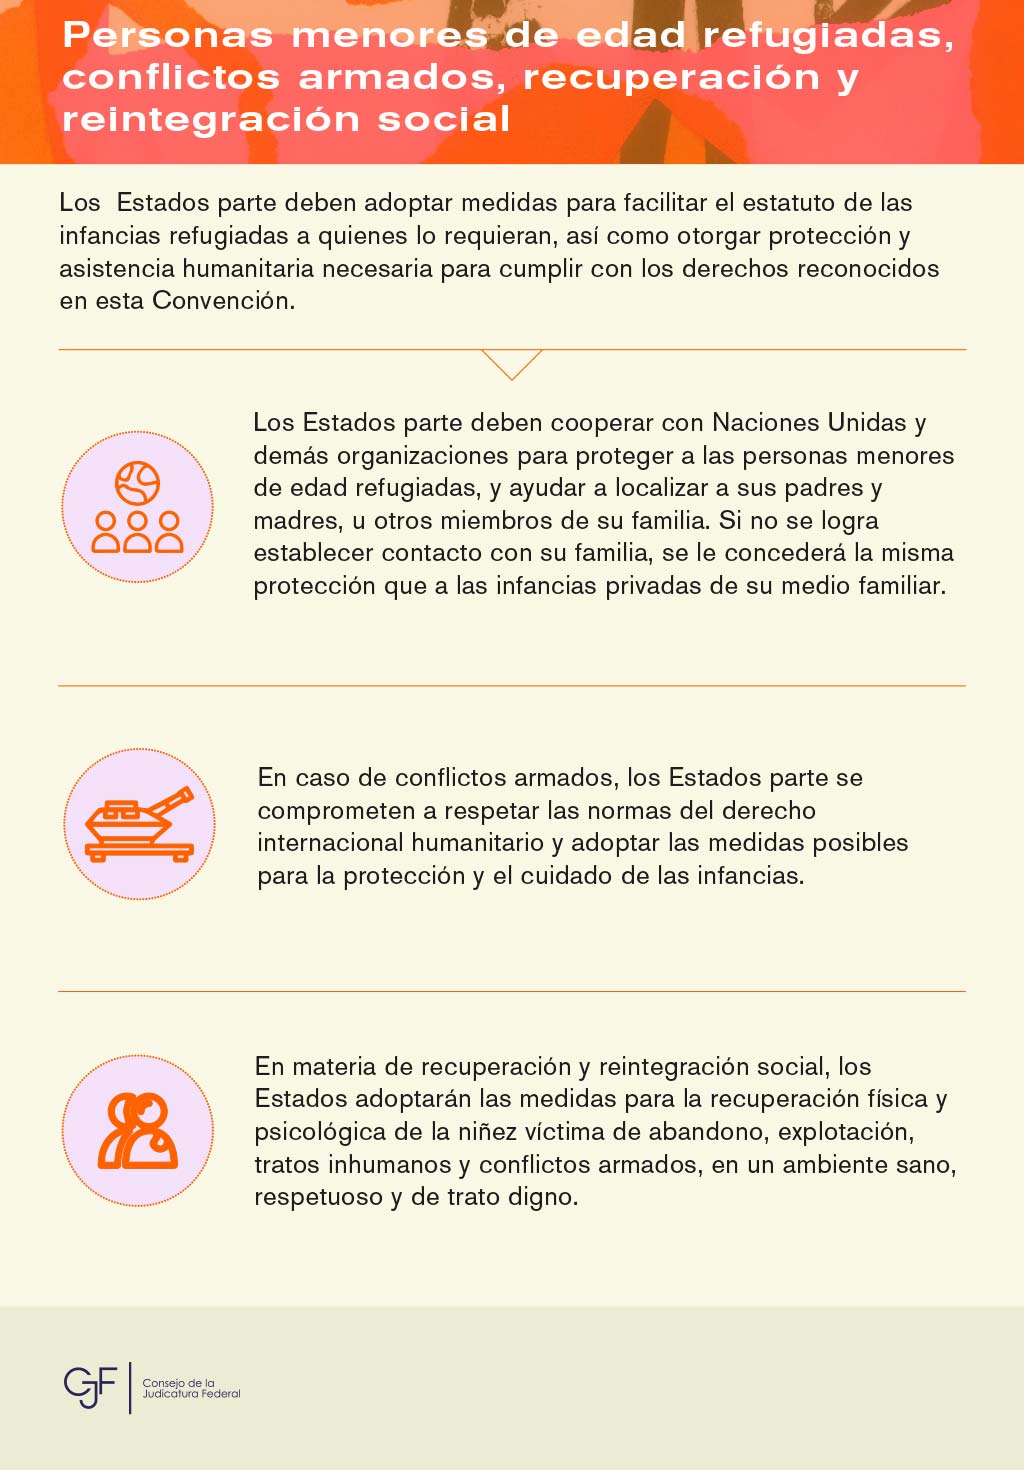 Personas menores de edad refugiadas,
conflictos armados, recuperación y
reintegración social
Los Estados parte deben adoptar medidas para facilitar el estatuto de las
infancias refugiadas a quienes lo requieran, así como otorgar protección y
asistencia humanitaria necesaria para cumplir con los derechos reconocidos
en esta Convención.
Los Estados parte deben cooperar con Naciones Unidas y
demás organizaciones para proteger a las personas menores
de edad refugiadas, y ayudar a localizar a sus padres y
madres, u otros miembros de su familia. Si no se logra
establecer contacto con su familia, se le concederá la misma
protección que a las infancias privadas de su medio familiar.
En caso de conflictos armados, los Estados parte se
comprometen a respetar las normas del derecho
internacional humanitario y adoptar las medidas posibles
para la protección y el cuidado de las infancias.
En materia de recuperación y reintegración social, los
Estados adoptarán las medidas para la recuperación física y
psicológica de la niñez víctima de abandono, explotación,
tratos inhumanos y conflictos armados, en un ambiente sano,
respetuoso y de trato digno.
CJF
Consejo de la
Judicatura Federal